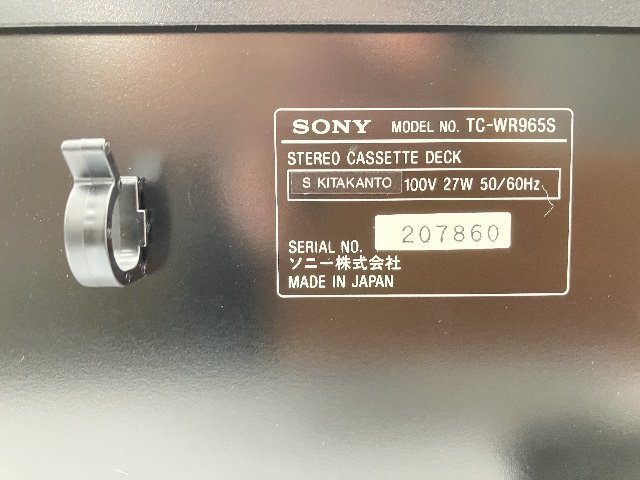 SONY MODEL NO. TC-WR965S
STEREO CASSETTE DECK
S KITAKANTO 100V 27W 50/60Hz
SERIAL NO. 207860
ソニー株式会社
MADE IN JAPAN